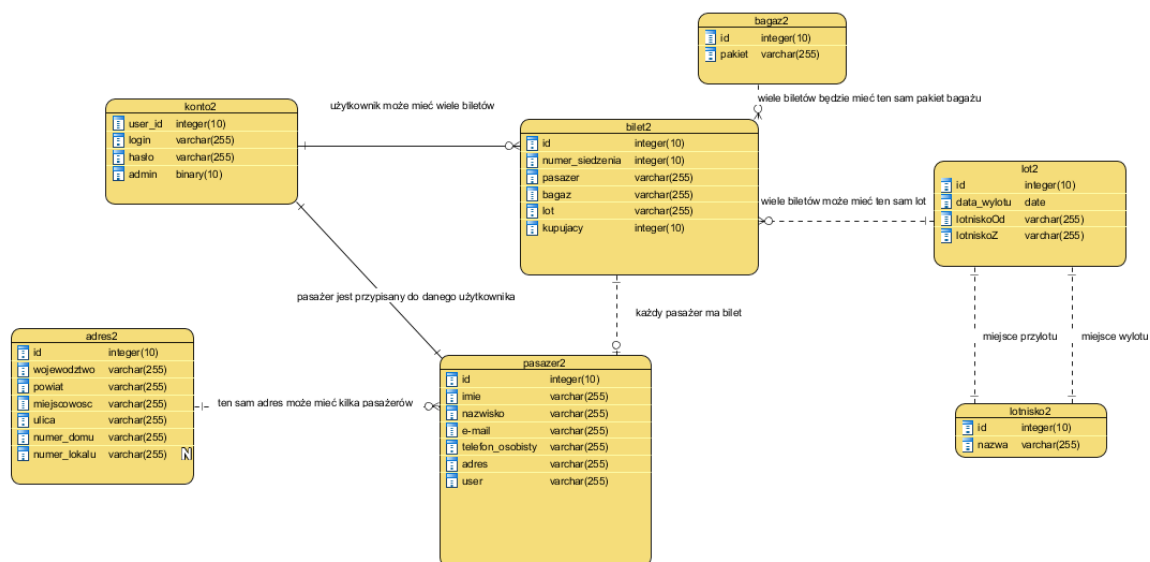 bagaz2
id integer(10)
pakiet varchar(255)
wiele biletów będzie mieć ten sam pakiet bagażu
konto2
user_id integer(10)
login varchar(255)
hasło varchar(255)
admin binary(10)
użytkownik może mieć wiele biletów
bilet2
id integer(10)
numer_siedzenia integer(10)
pasazer varchar(255)
bagaz varchar(255)
lot varchar(255)
kupujacy integer(10)
wiele biletów może mieć ten sam lot
lot2
id integer(10)
data_wylotu date
lotniskoOd varchar(255)
lotniskoZ varchar(255)
pasażer jest przypisany do danego użytkownika
każdy pasażer ma bilet
miejsce przylotu
miejsce wylotu
adres2
id integer(10)
wojewodztwo varchar(255)
powiat varchar(255)
miejscowosc varchar(255)
ulica varchar(255)
numer_domu varchar(255)
numer_lokalu varchar(255) N
ten sam adres może mieć kilka pasażerów
pasazer2
id integer(10)
imie varchar(255)
nazwisko varchar(255)
e-mail varchar(255)
telefon_osobisty varchar(255)
adres varchar(255)
user varchar(255)
lotnisko2
id integer(10)
nazwa varchar(255)